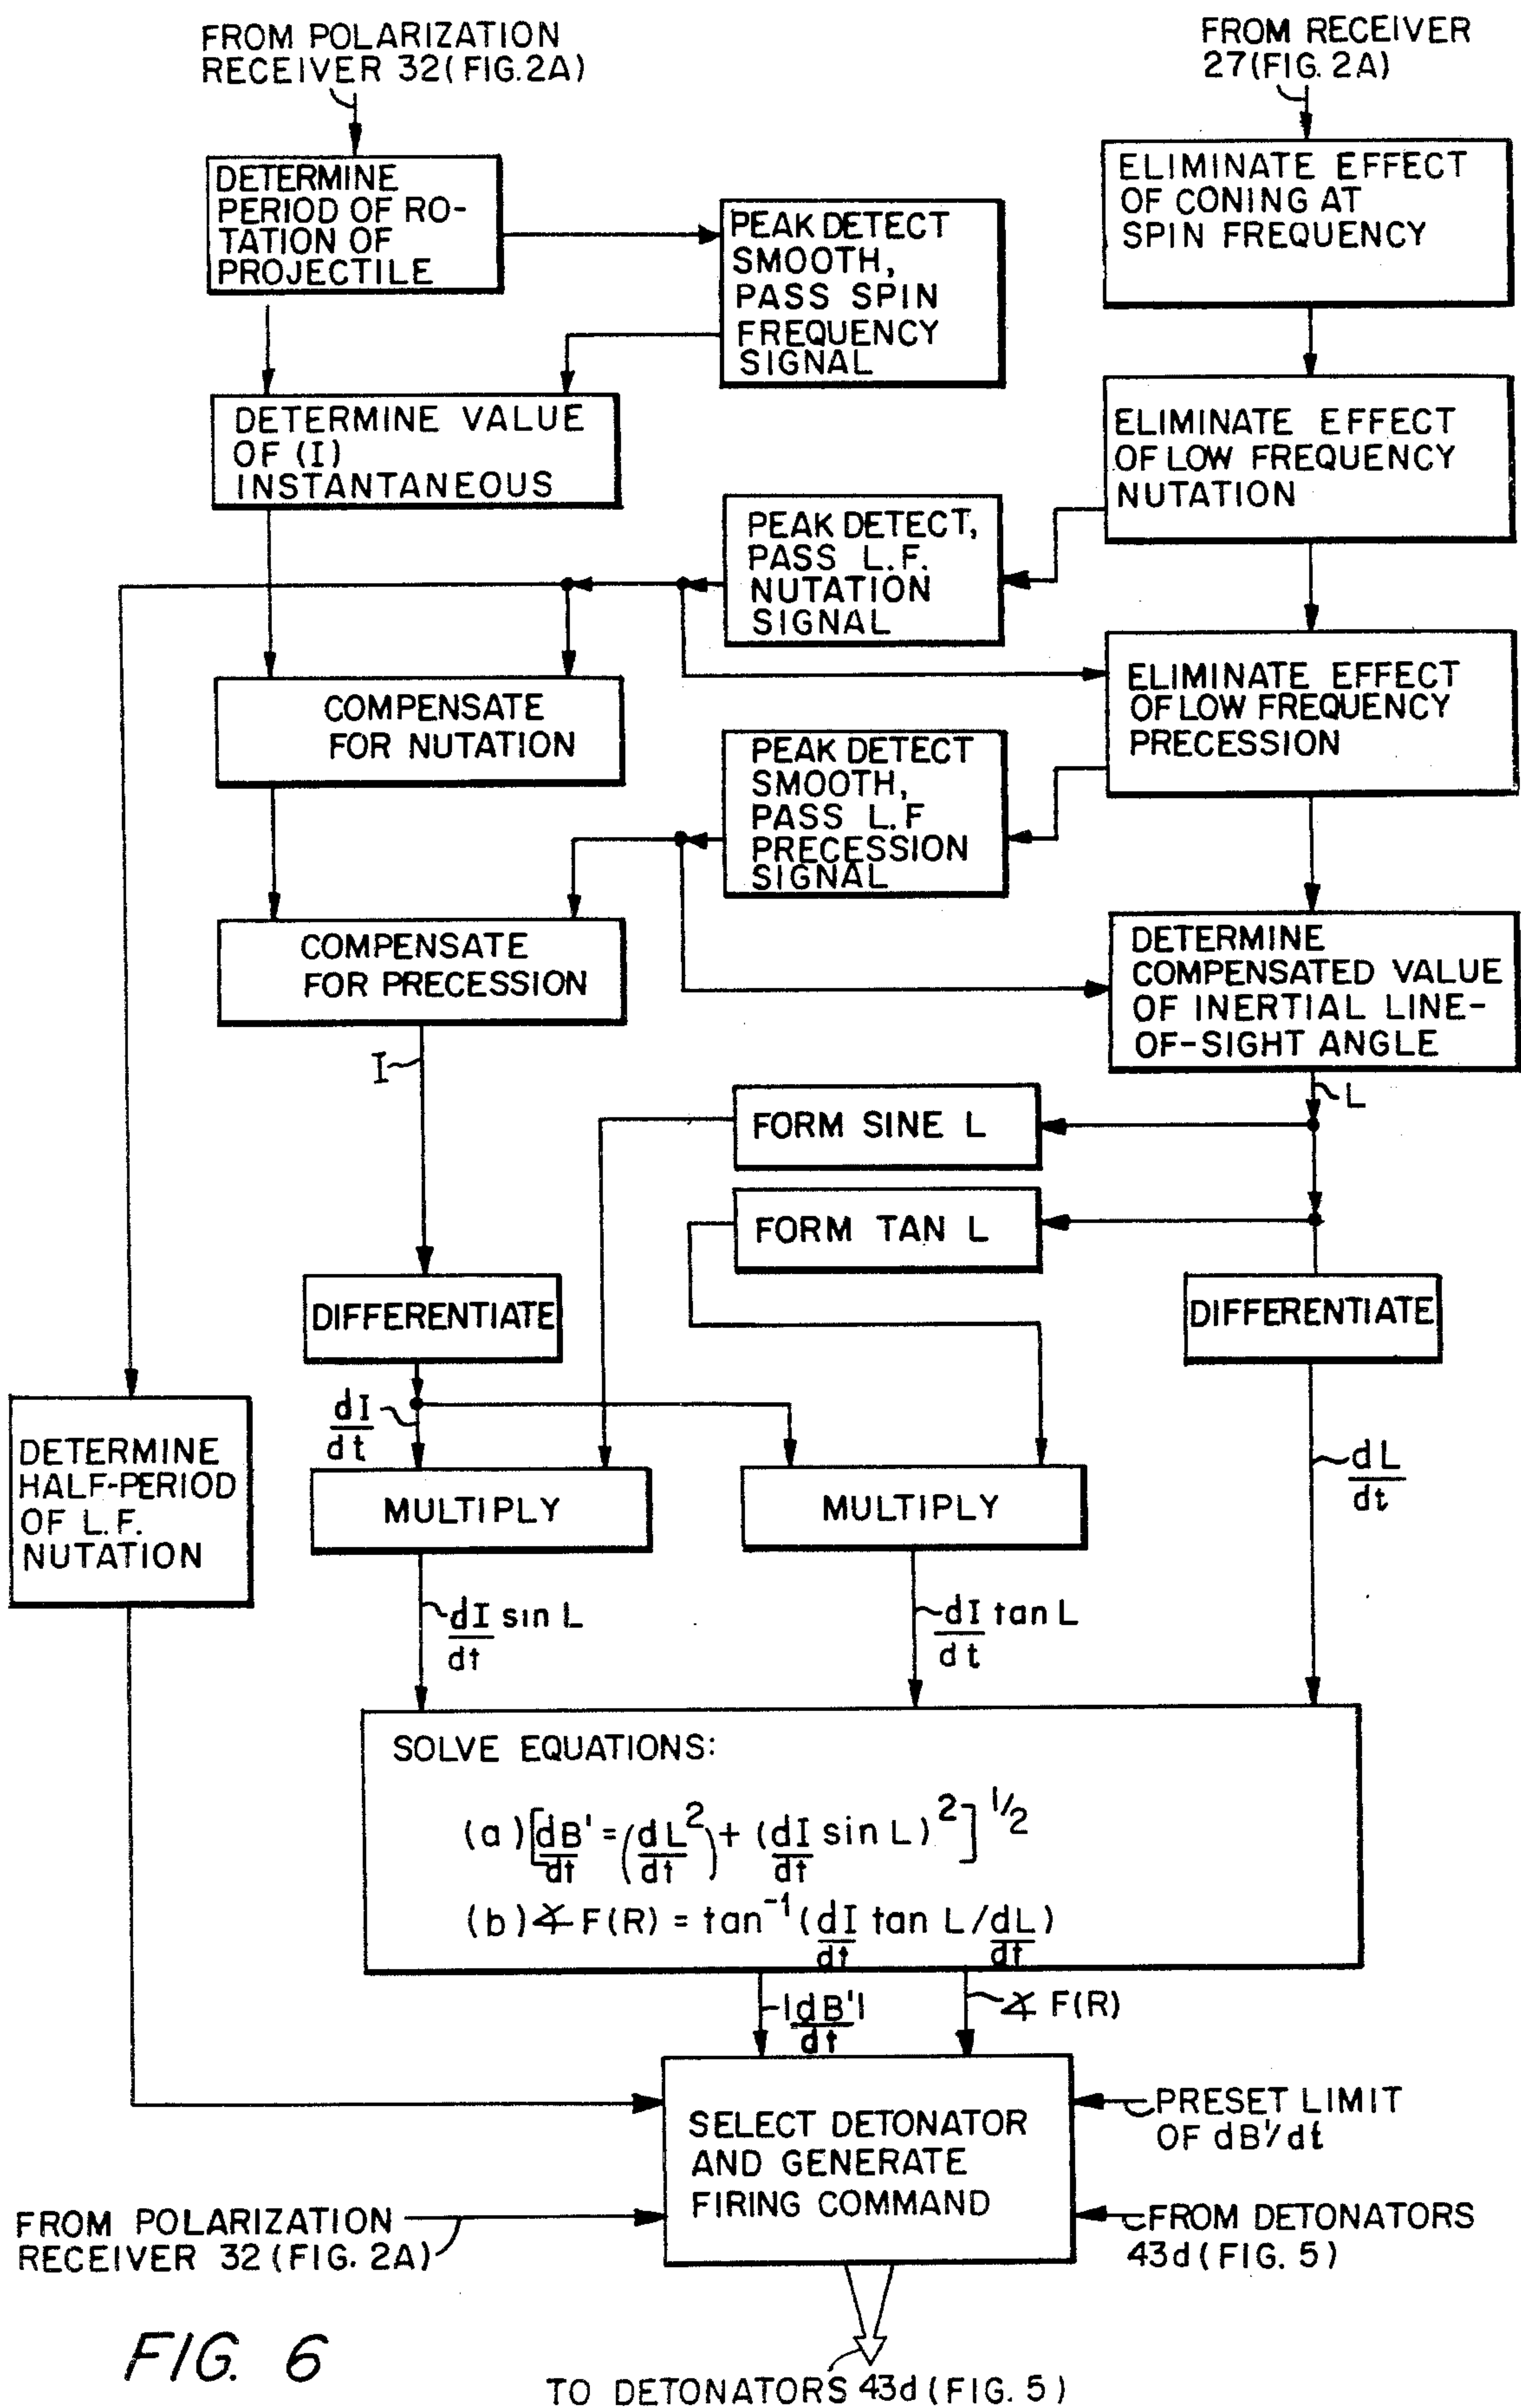 FROM POLARIZATION
RECEIVER 32(FIG.2A)
FROM RECEIVER
27(FIG. 2A)
DETERMINE
PERIOD OF RO-
TATION OF
PROJECTILE
PEAK DETECT
SMOOTH,
PASS SPIN
FREQUENCY
SIGNAL
ELIMINATE EFFECT
OF CONING AT
SPIN FREQUENCY
DETERMINE VALUE
OF (I)
INSTANTANEOUS
ELIMINATE EFFECT
OF LOW FREQUENCY
NUTATION
PEAK DETECT,
PASS L.F.
NUTATION
SIGNAL
COMPENSATE
FOR NUTATION
ELIMINATE EFFECT
OF LOW FREQUENCY
PRECESSION
PEAK DETECT
SMOOTH,
PASS L.F
PRECESSION
SIGNAL
COMPENSATE
FOR PRECESSION
DETERMINE
COMPENSATED VALUE
OF INERTIAL LINE-
OF-SIGHT ANGLE
I
L
FORM SINE L
FORM TAN L
DIFFERENTIATE
DIFFERENTIATE
dI
dt
DETERMINE
HALF-PERIOD
OF L.F.
NUTATION
MULTIPLY
MULTIPLY
dL
dt
dI sin L
dt
dI tan L
dt
SOLVE EQUATIONS:
(a) [dB'/dt = (dL²/dt) + (dI/dt sin L)²]^1/2
(b) ∡ F(R) = tan⁻¹ (dI/dt tan L/dL/dt)
|dB'|
dt
∡ F(R)
SELECT DETONATOR
AND GENERATE
FIRING COMMAND
PRESET LIMIT
OF dB'/dt
FROM POLARIZATION
RECEIVER 32 (FIG. 2A)
FROM DETONATORS
43d (FIG. 5)
FIG. 6
TO DETONATORS 43d (FIG. 5)